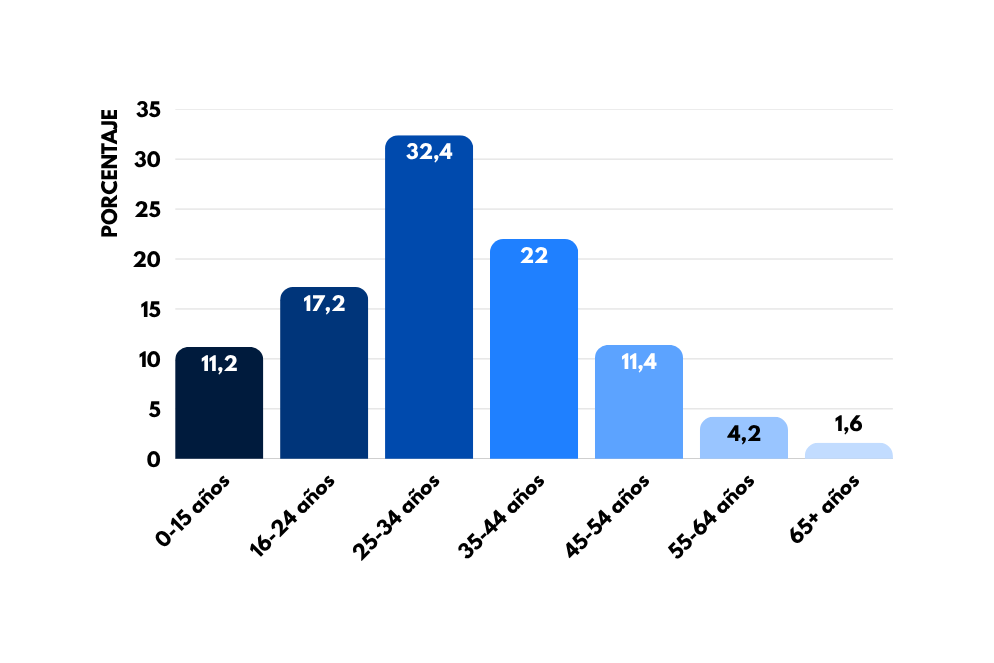 PORCENTAJE
35
30
25
20
15
10
5
0
11,2
17,2
32,4
22
11,4
4,2
1,6
0-15 años
16-24 años
25-34 años
35-44 años
45-54 años
55-64 años
65+ años